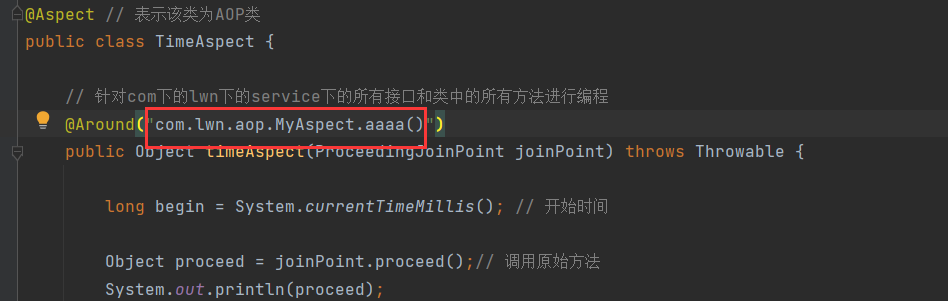 @Aspect // 表示该类为AOP类
public class TimeAspect {
// 针对com下的lwn下的service下的所有接口和类中的所有方法进行编程
@Around("com.lwn.aop.MyAspect.aaaa()")
public Object timeAspect(ProceedingJoinPoint joinPoint) throws Throwable {
long begin = System.currentTimeMillis(); // 开始时间
Object proceed = joinPoint.proceed();// 调用原始方法
System.out.println(proceed);